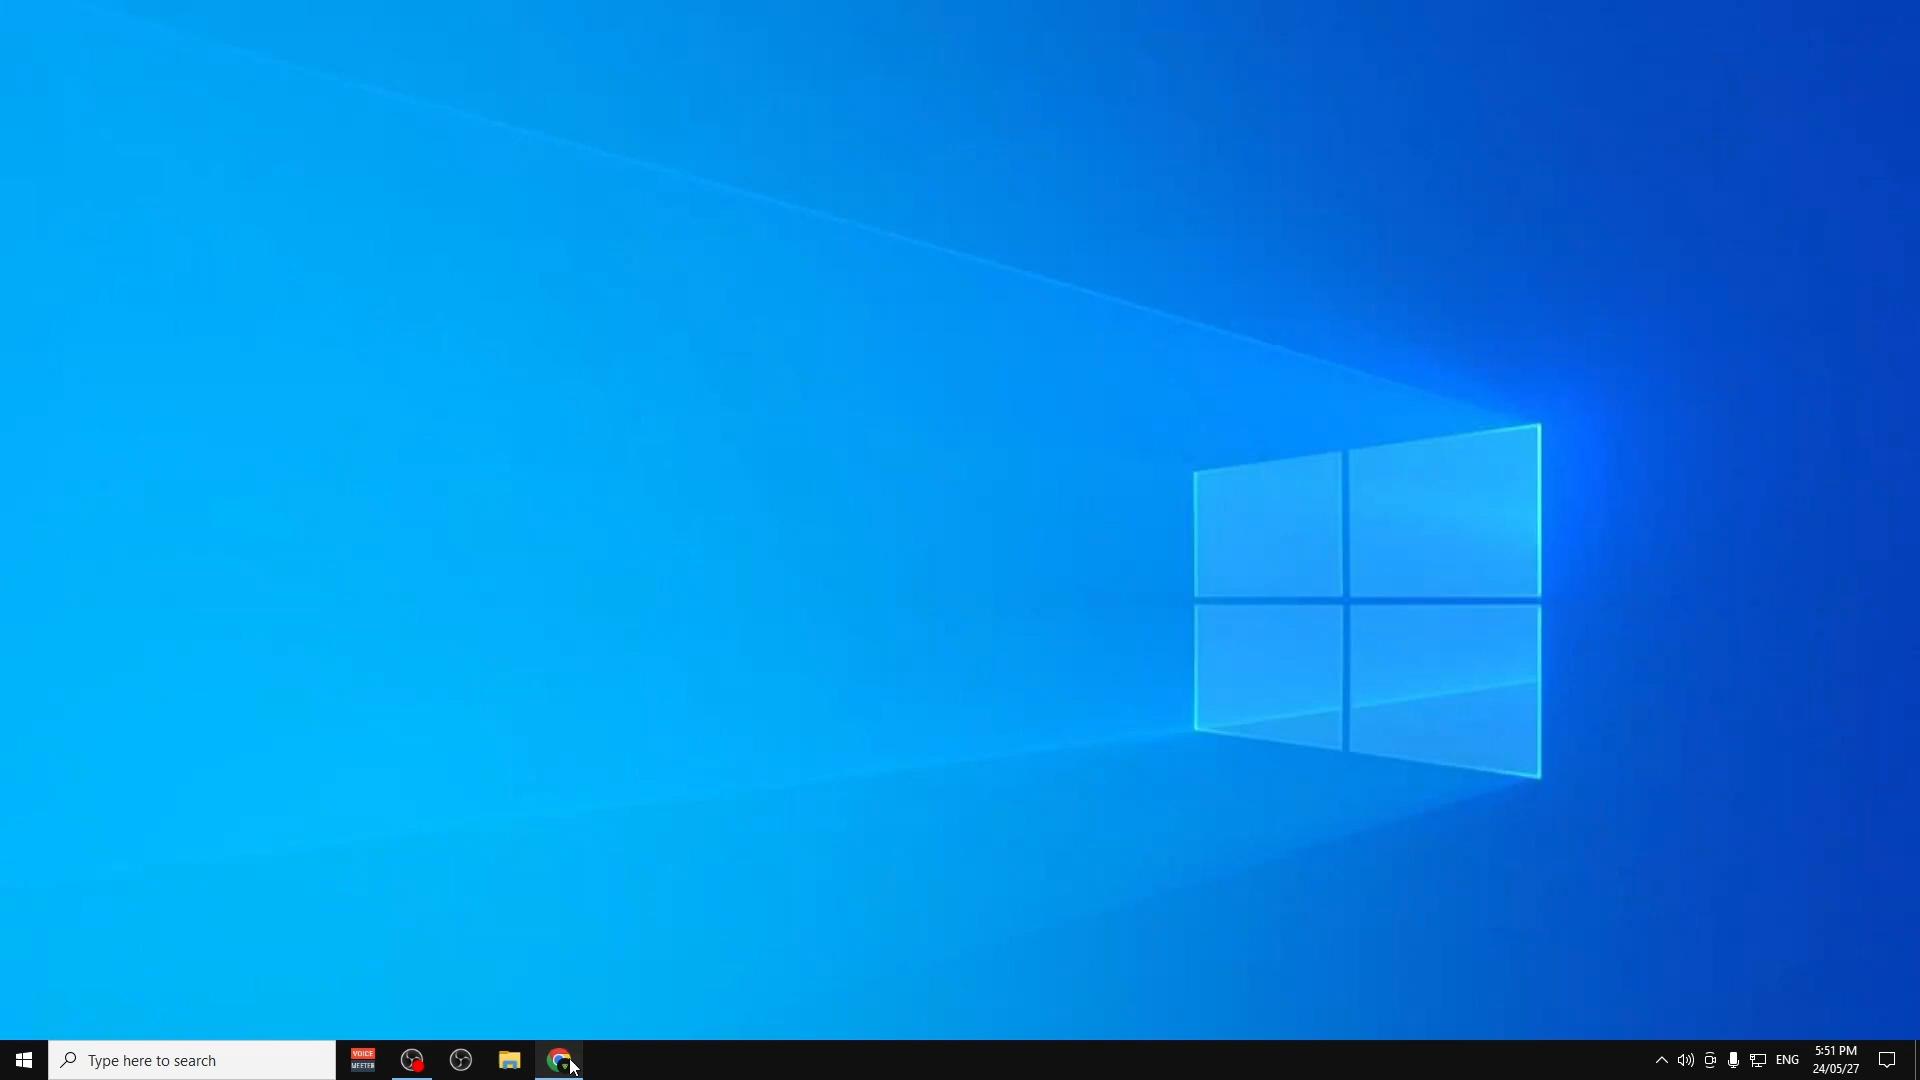 Type here to search
VOICE
MEETER
ENG
5:51 PM
24/05/27